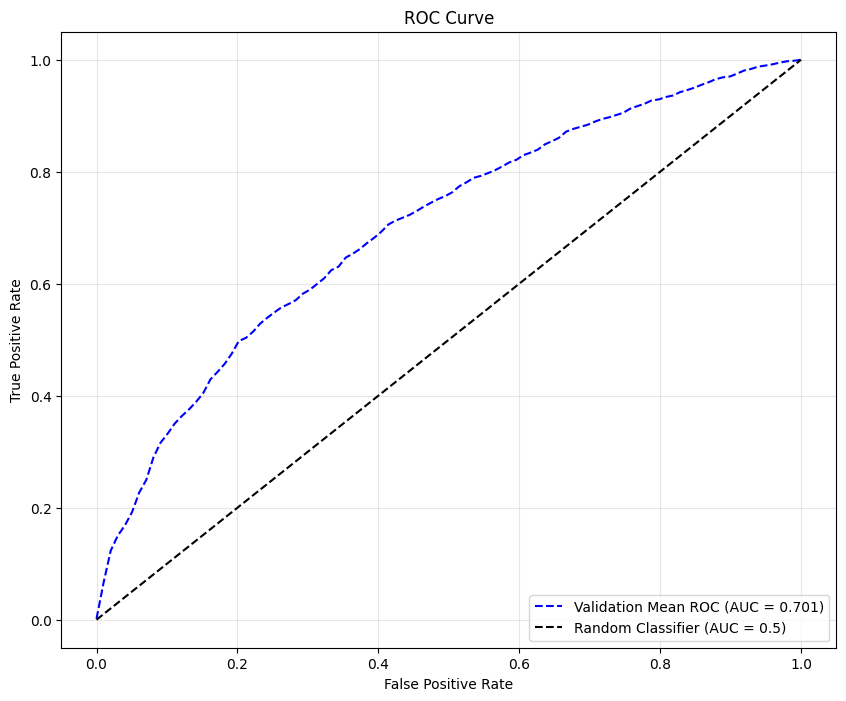 ROC Curve
1.0
0.8
0.6
0.4
0.2
0.0
True Positive Rate
0.0 0.2 0.4 0.6 0.8 1.0
False Positive Rate
Validation Mean ROC (AUC = 0.701)
Random Classifier (AUC = 0.5)